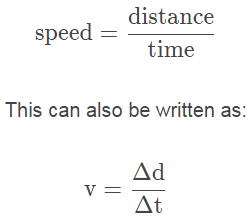 speed = distance / time
This can also be written as:
v = Δd / Δt